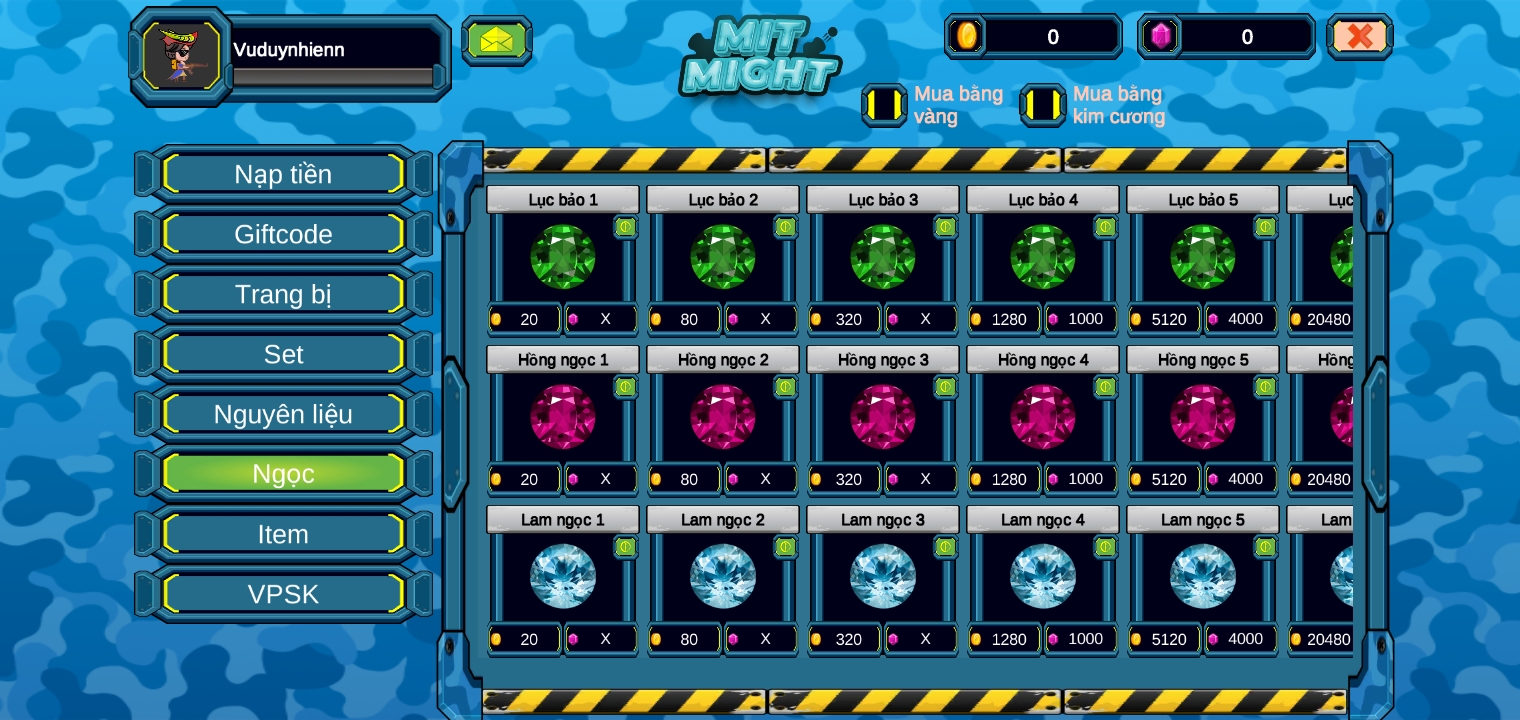 Vuduynhienn
MIT
MIGHT
0
0
Mua bằng
vàng
Mua bằng
kim cương
Nạp tiền
Giftcode
Trang bị
Set
Nguyên liệu
Ngọc
Item
VPSK
Lục bảo 1 Lục bảo 2 Lục bảo 3 Lục bảo 4 Lục bảo 5 Lục
20 X 80 X 320 X 1280 1000 5120 4000 20480
Hồng ngọc 1 Hồng ngọc 2 Hồng ngọc 3 Hồng ngọc 4 Hồng ngọc 5 Hồng
20 X 80 X 320 X 1280 1000 5120 4000 20480
Lam ngọc 1 Lam ngọc 2 Lam ngọc 3 Lam ngọc 4 Lam ngọc 5 Lam
20 X 80 X 320 X 1280 1000 5120 4000 20480